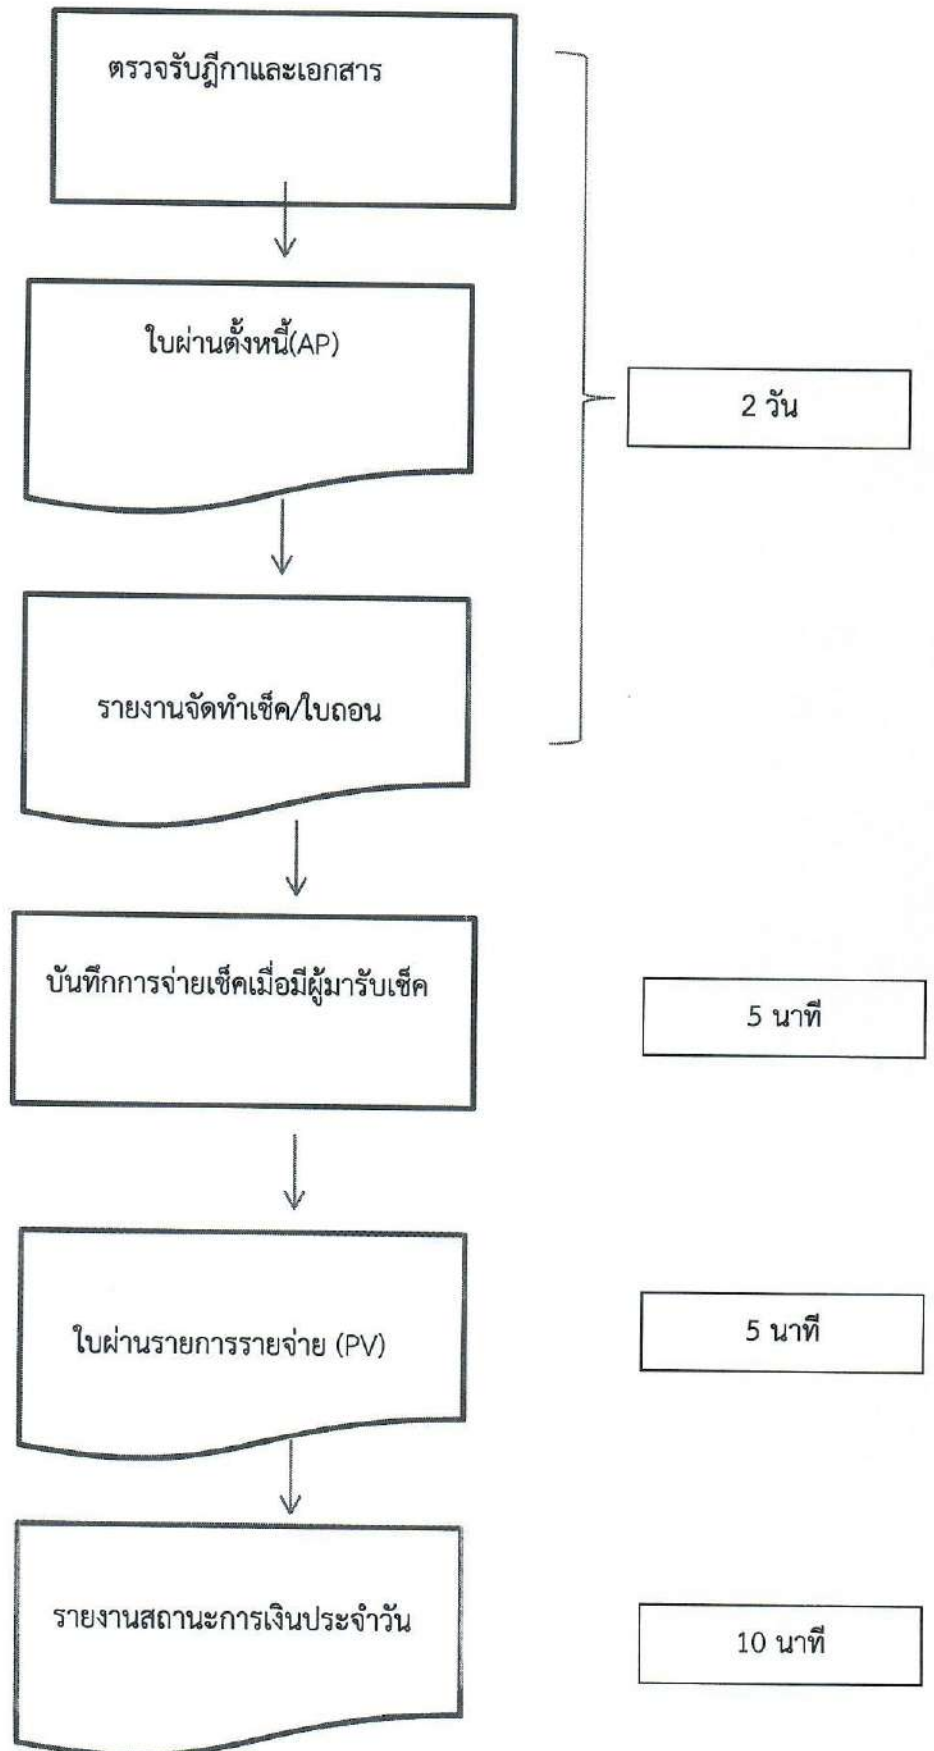 ตรวจรับฎีกาและเอกสาร
ใบผ่านตั้งหนี้(AP)
2 วัน
รายงานจัดทำเช็ค/ใบถอน
บันทึกการจ่ายเช็คเมื่อมีผู้มารับเช็ค
5 นาที
ใบผ่านรายการรายจ่าย (PV)
5 นาที
รายงานสถานะการเงินประจำวัน
10 นาที